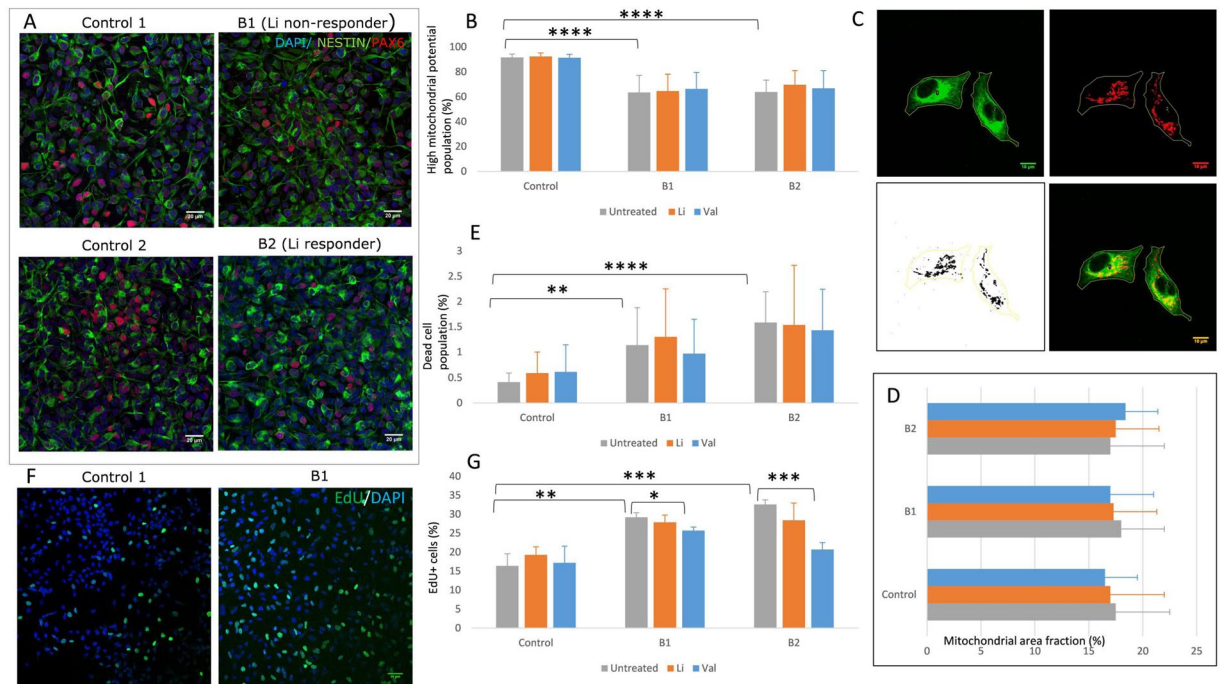 A
Control 1
B1 (Li non-responder)
DAPI/ NESTIN/PAX6
20 μm
20 μm
Control 2
B2 (Li responder)
20 μm
20 μm
B
****
****
High mitochondrial potential
population (%)
100
80
60
40
20
0
Control
B1
B2
Untreated
Li
Val
C
10 μm
10 μm
10 μm
E
****
**
Dead cell
population (%)
3
2.5
2
1.5
1
0.5
0
Control
B1
B2
Untreated
Li
Val
D
B2
B1
Control
Mitochondrial area fraction (%)
0
5
10
15
20
25
F
Control 1
B1
EdU/DAPI
G
***
**
*
***
EdU+ cells (%)
40
35
30
25
20
15
10
5
0
Control
B1
B2
Untreated
Li
Val